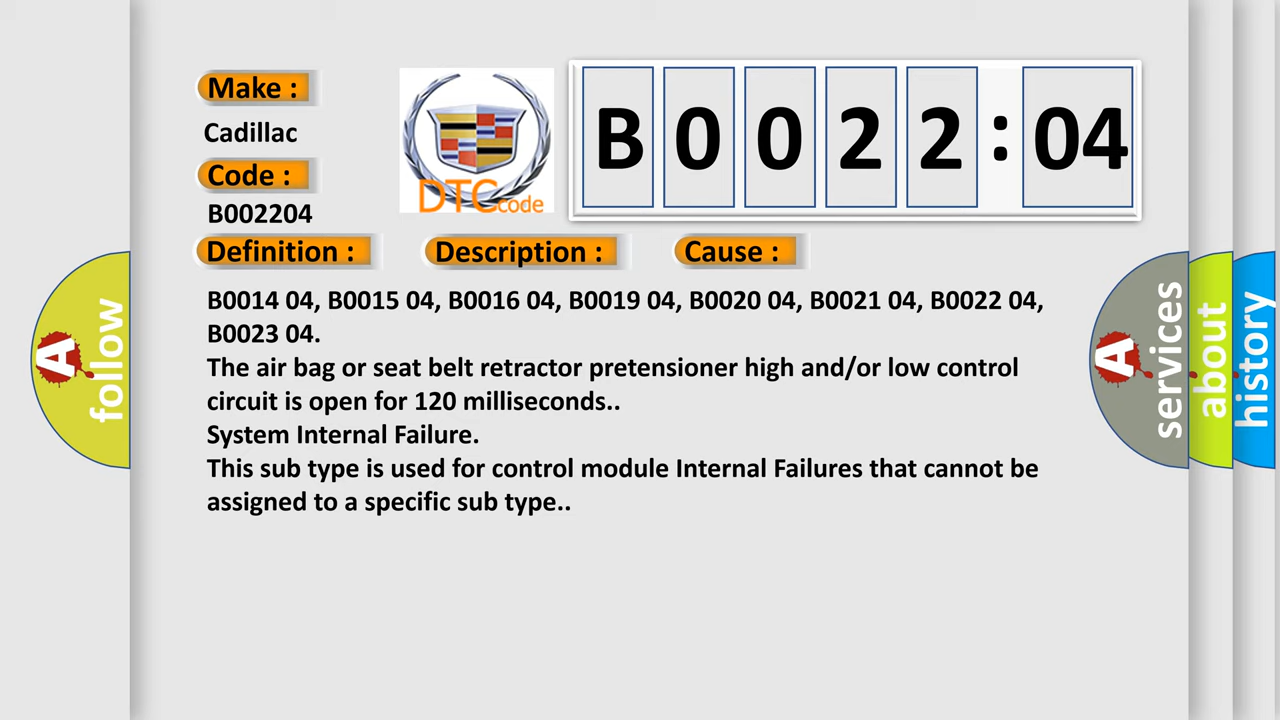 Make :
Cadillac
Code :
B002204
DTCcode
B0022:04
Definition :
Description :
Cause :
B0014 04, B0015 04, B0016 04, B0019 04, B0020 04, B0021 04, B0022 04,
B0023 04.
The air bag or seat belt retractor pretensioner high and/or low control
circuit is open for 120 milliseconds..
System Internal Failure.
This sub type is used for control module Internal Failures that cannot be
assigned to a specific sub type..
A follow
A services
about
history